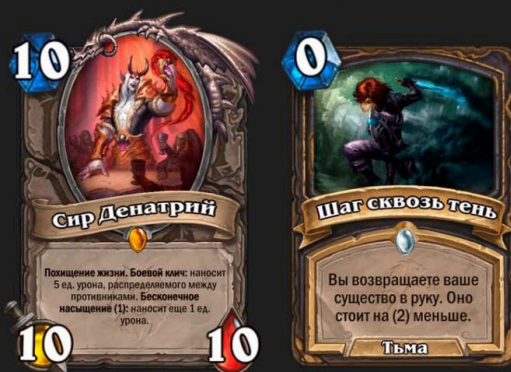 10
Сир Денатрий
Похищение жизни. Боевой клич: наносит
5 ед. урона, распределяемого между
противниками. Бесконечное
насыщение (1): наносит еще 1 ед.
урона.
10
10
0
Шаг сквозь тень
Вы возвращаете ваше
существо в руку. Оно
стоит на (2) меньше.
Тьма